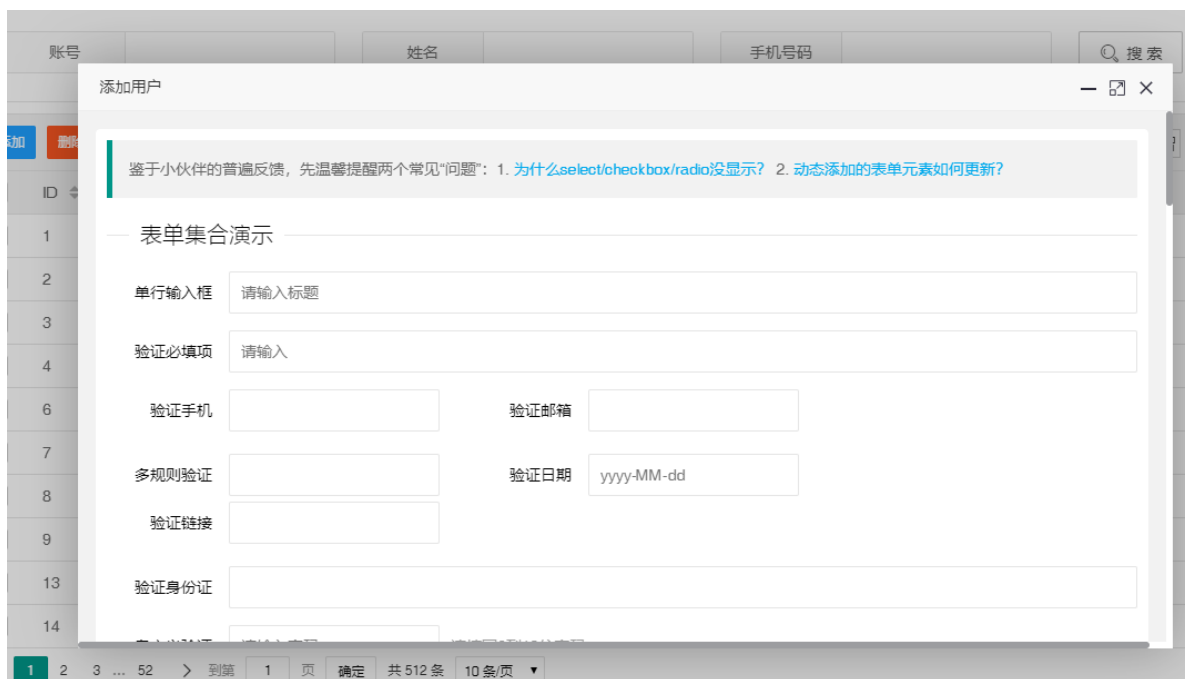 账号 姓名 手机号码 搜索
添加用户
删除
鉴于小伙伴的普遍反馈，先温馨提醒两个常见“问题”：1. 为什么select/checkbox/radio没显示？ 2. 动态添加的表单元素如何更新？
ID
表单集合演示
1
2
单行输入框 请输入标题
3
验证必填项 请输入
4
6
验证手机 验证邮箱
7
多规则验证 验证日期 yyyy-MM-dd
8
验证链接
9
13
验证身份证
14
1 2 3 ... 52 > 到第 1 页 确定 共 512 条 10 条/页